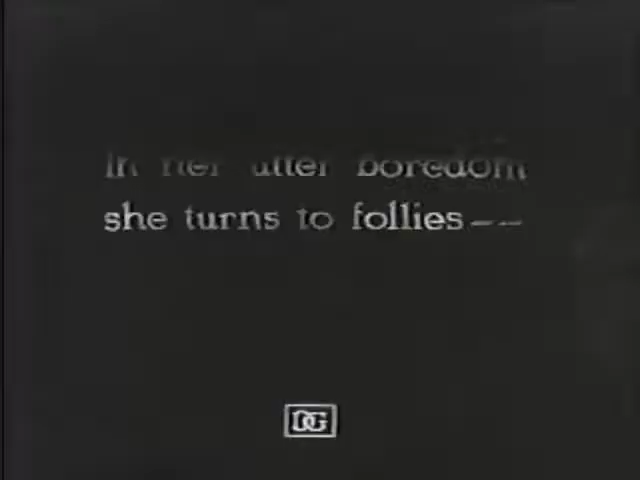 In her utter boredom
she turns to follies--
DG